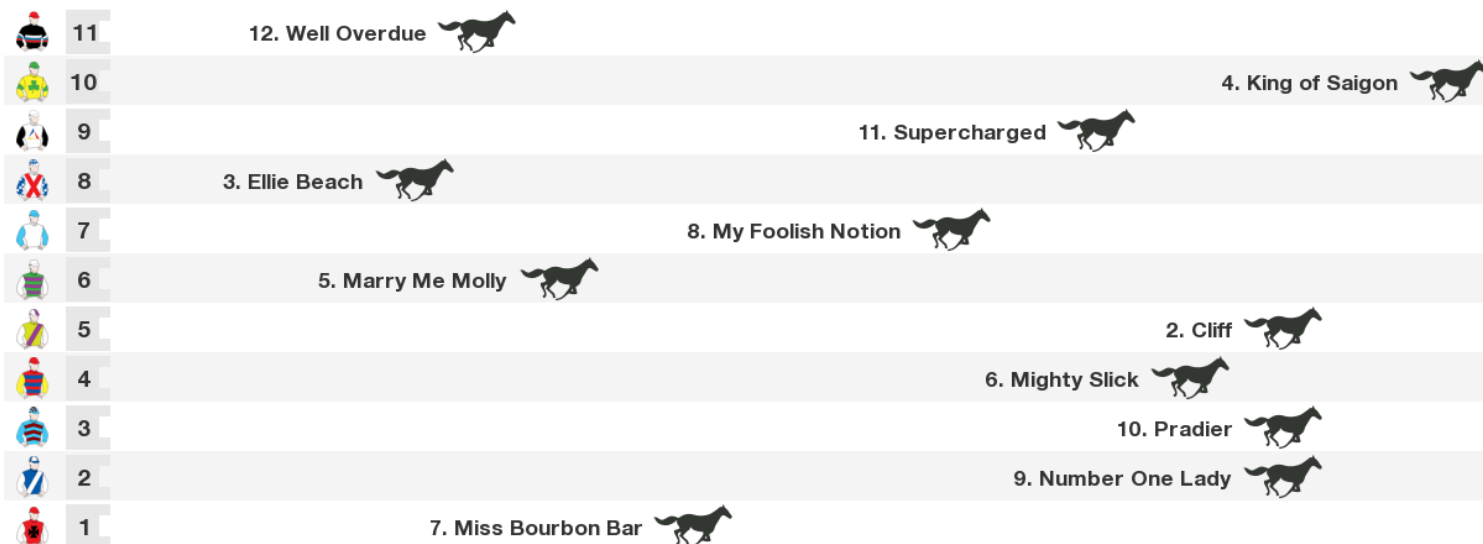 11 12. Well Overdue
10 4. King of Saigon
9 11. Supercharged
8 3. Ellie Beach
7 8. My Foolish Notion
6 5. Marry Me Molly
5 2. Cliff
4 6. Mighty Slick
3 10. Pradier
2 9. Number One Lady
1 7. Miss Bourbon Bar